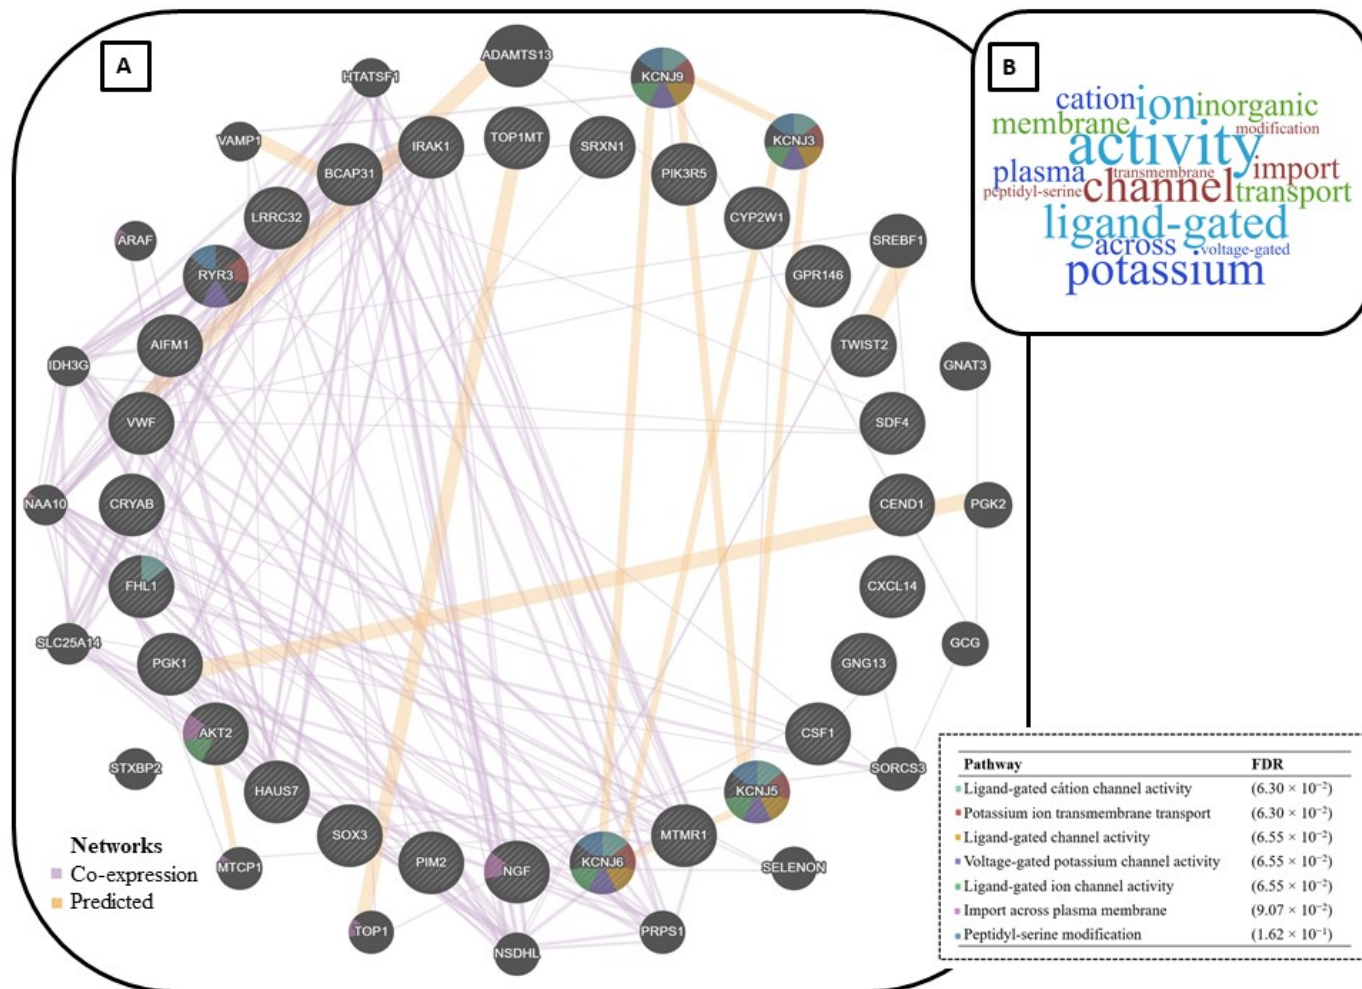 A
ADAMTS13
HTATSF1
KCNJ9
VAMP1
TOP1MT
IRAK1
SRXN1
KCNJ3
BCAP31
PIK3R5
LRRC32
CYP2W1
ARAF
SREBF1
RYR3
GPR146
AIFM1
TWIST2
IDH3G
GNAT3
VWF
SDF4
NAA10
CRYAB
CEND1
PGK2
FHL1
CXCL14
SLC25A14
GCG
PGK1
GNG13
AKT2
CSF1
STXBP2
SORCS3
HAUS7
KCNJ5
SOX3
MTMR1
MTCP1
PIM2
NGF
KCNJ6
SELENON
TOP1
PRPS1
NSDHL
Networks
Co-expression
Predicted
B
cation ion inorganic
membrane modification
activity
plasma transmembrane import
peptidyl-serine channel transport
ligand-gated
across voltage-gated
potassium
Pathway FDR
Ligand-gated cátion channel activity (6.30 × 10⁻²)
Potassium ion transmembrane transport (6.30 × 10⁻²)
Ligand-gated channel activity (6.55 × 10⁻²)
Voltage-gated potassium channel activity (6.55 × 10⁻²)
Ligand-gated ion channel activity (6.55 × 10⁻²)
Import across plasma membrane (9.07 × 10⁻²)
Peptidyl-serine modification (1.62 × 10⁻¹)